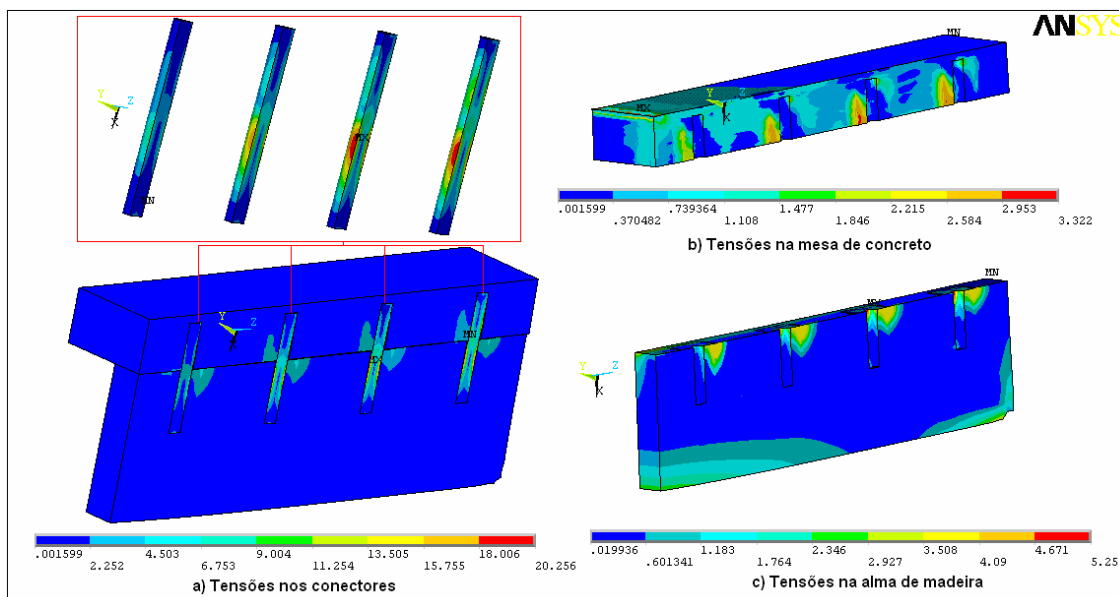 ANSYS
Y
Z
X
MN
MX
MN
MX
.001599
.739364
1.477
2.215
2.953
.370482
1.108
1.846
2.584
3.322
b) Tensões na mesa de concreto
Y
Z
MN
MX
.001599
4.503
9.004
13.505
18.006
2.252
6.753
11.254
15.755
20.256
a) Tensões nos conectores
MN
Y
Z
X
.019936
1.183
2.346
3.508
4.671
.601341
1.764
2.927
4.09
5.25
c) Tensões na alma de madeira